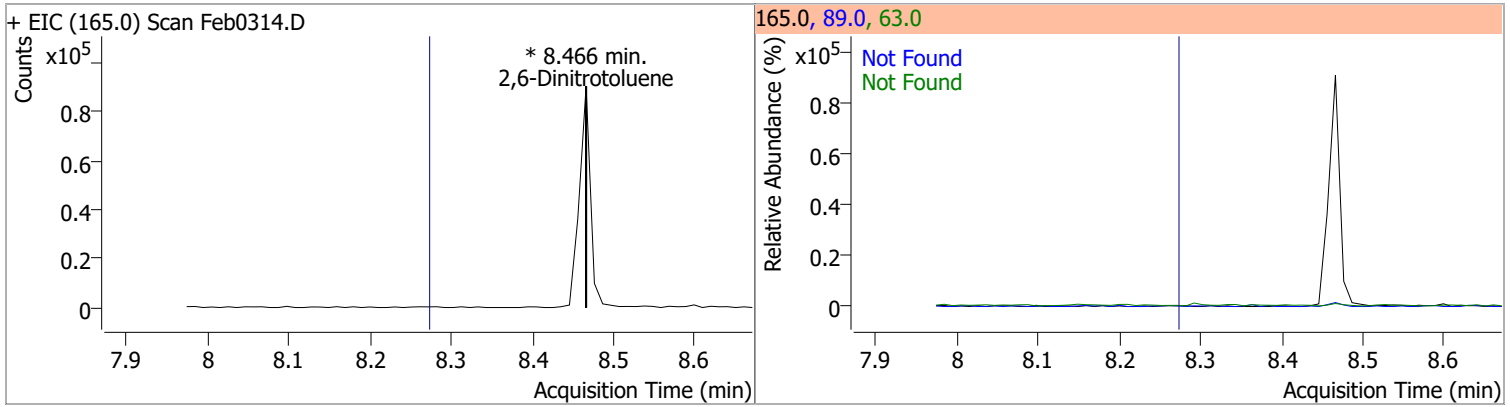 + EIC (165.0) Scan Feb0314.D
Counts
x10⁵
* 8.466 min.
2,6-Dinitrotoluene
0.8
0.6
0.4
0.2
0
7.9 8 8.1 8.2 8.3 8.4 8.5 8.6
Acquisition Time (min)
165.0, 89.0, 63.0
Relative Abundance (%)
x10⁵
Not Found
Not Found
0.8
0.6
0.4
0.2
0
7.9 8 8.1 8.2 8.3 8.4 8.5 8.6
Acquisition Time (min)